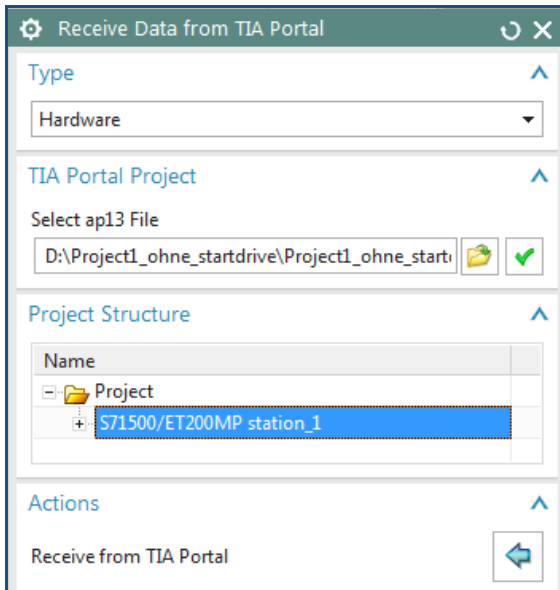 Receive Data from TIA Portal
Type
Hardware
TIA Portal Project
Select ap13 File
D:\Project1_ohne_startdrive\Project1_ohne_start
Project Structure
Name
Project
S71500/ET200MP station_1
Actions
Receive from TIA Portal